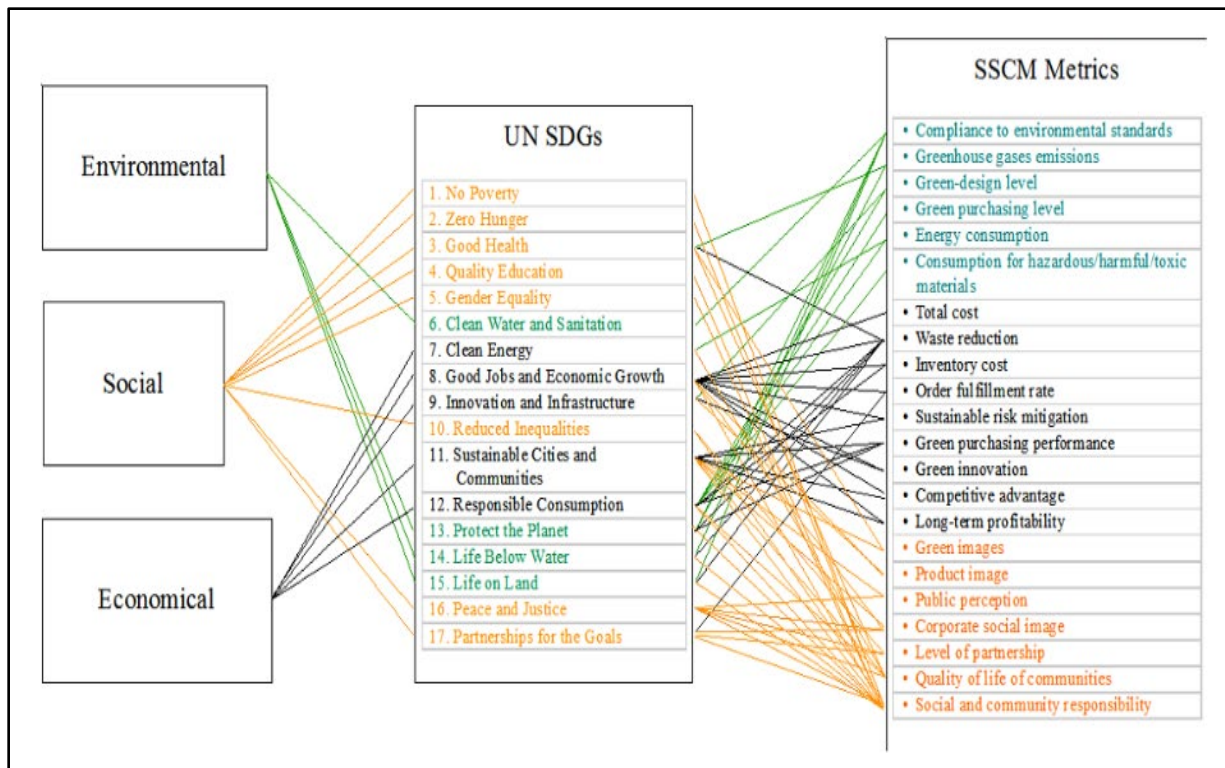 Environmental
Social
Economical
UN SDGs
1. No Poverty
2. Zero Hunger
3. Good Health
4. Quality Education
5. Gender Equality
6. Clean Water and Sanitation
7. Clean Energy
8. Good Jobs and Economic Growth
9. Innovation and Infrastructure
10. Reduced Inequalities
11. Sustainable Cities and
Communities
12. Responsible Consumption
13. Protect the Planet
14. Life Below Water
15. Life on Land
16. Peace and Justice
17. Partnerships for the Goals
SSCM Metrics
• Compliance to environmental standards
• Greenhouse gases emissions
• Green-design level
• Green purchasing level
• Energy consumption
• Consumption for hazardous/harmful/toxic
materials
• Total cost
• Waste reduction
• Inventory cost
• Order fulfillment rate
• Sustainable risk mitigation
• Green purchasing performance
• Green innovation
• Competitive advantage
• Long-term profitability
• Green images
• Product image
• Public perception
• Corporate social image
• Level of partnership
• Quality of life of communities
• Social and community responsibility